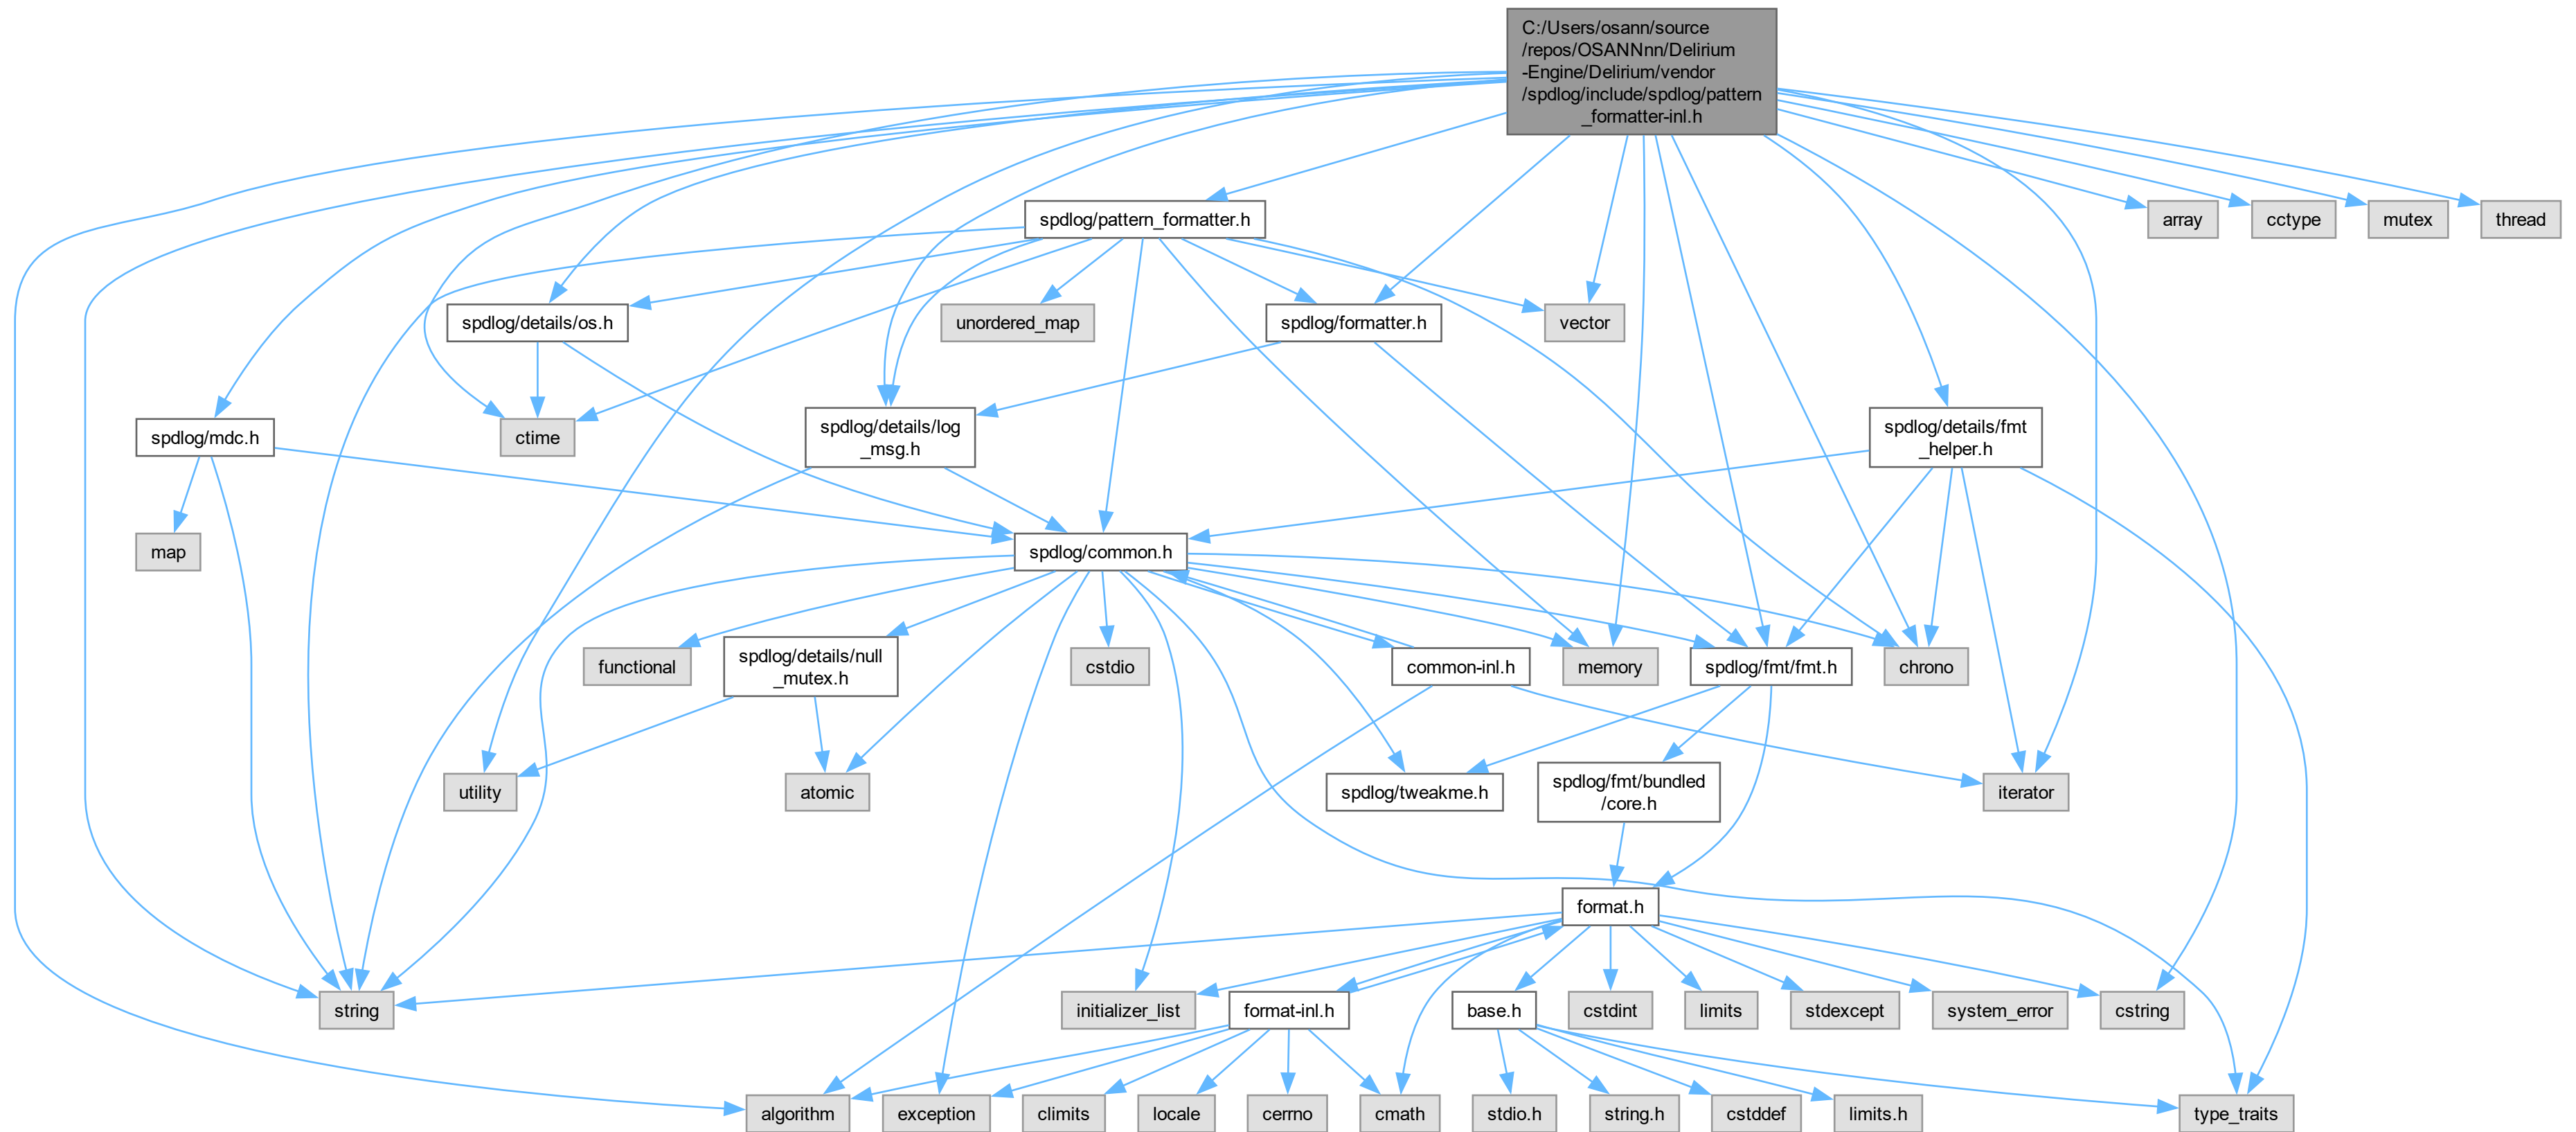 C:/Users/osann/source
/repos/OSANNnn/Delirium
-Engine/Delirium/vendor
/spdlog/include/spdlog/pattern
_formatter-inl.h
spdlog/pattern_formatter.h
array
cctype
mutex
thread
spdlog/details/os.h
unordered_map
spdlog/formatter.h
vector
spdlog/mdc.h
ctime
spdlog/details/log
_msg.h
spdlog/details/fmt
_helper.h
map
spdlog/common.h
functional
spdlog/details/null
_mutex.h
cstdio
common-inl.h
memory
spdlog/fmt/fmt.h
chrono
utility
atomic
spdlog/tweakme.h
spdlog/fmt/bundled
/core.h
iterator
format.h
string
initializer_list
format-inl.h
base.h
cstdint
limits
stdexcept
system_error
cstring
algorithm
exception
climits
locale
cerrno
cmath
stdio.h
string.h
cstddef
limits.h
type_traits